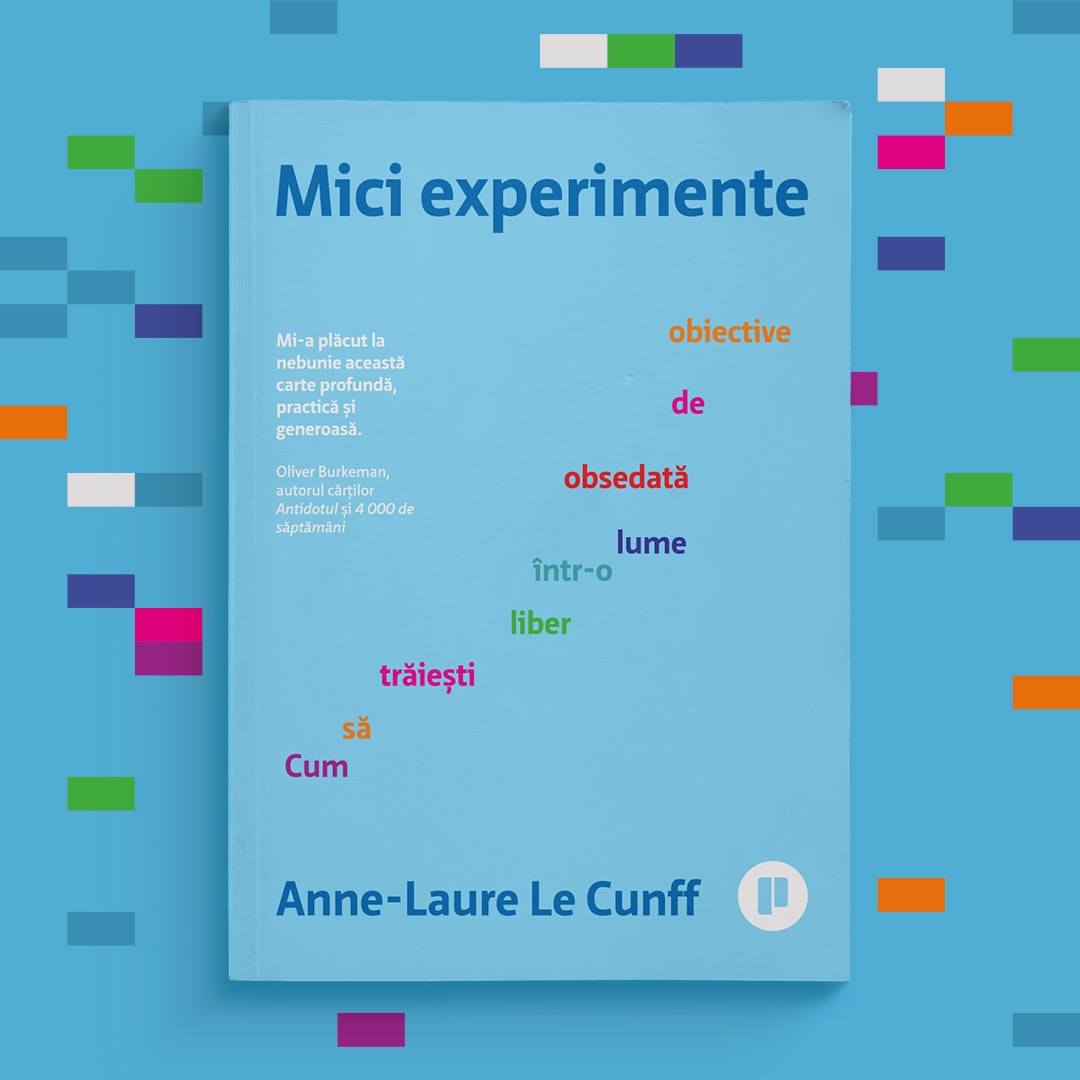 Mici experimente
Mi-a plăcut la
nebunie această
carte profundă,
practică și
generoasă.
Oliver Burkeman,
autorul cărților
Antidotul și 4 000 de
săptămâni
obiective
de
obsedată
lume
într-o
liber
trăiești
să
Cum
Anne-Laure Le Cunff